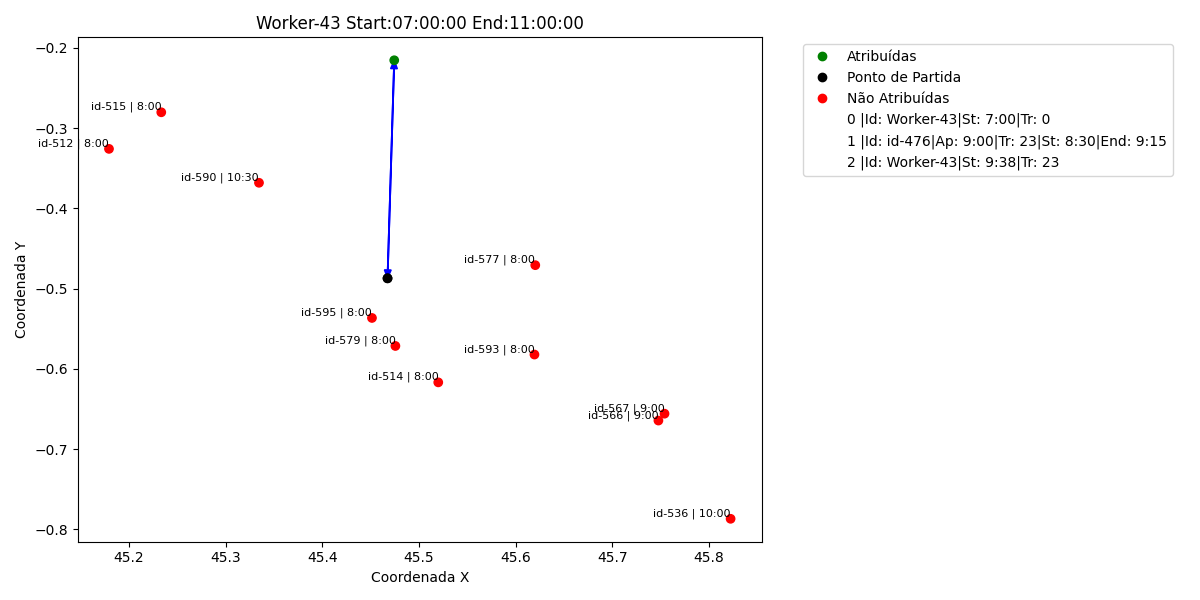 Worker-43 Start:07:00:00 End:11:00:00
−0.2
−0.3
−0.4
−0.5
−0.6
−0.7
−0.8
Coordenada Y
id-515 | 8:00
id-512 | 8:00
id-590 | 10:30
id-577 | 8:00
id-595 | 8:00
id-579 | 8:00
id-593 | 8:00
id-514 | 8:00
id-567 | 9:00
id-566 | 9:00
id-536 | 10:00
45.2 45.3 45.4 45.5 45.6 45.7 45.8
Coordenada X
Atribuídas
Ponto de Partida
Não Atribuídas
0 |Id: Worker-43|St: 7:00|Tr: 0
1 |Id: id-476|Ap: 9:00|Tr: 23|St: 8:30|End: 9:15
2 |Id: Worker-43|St: 9:38|Tr: 23